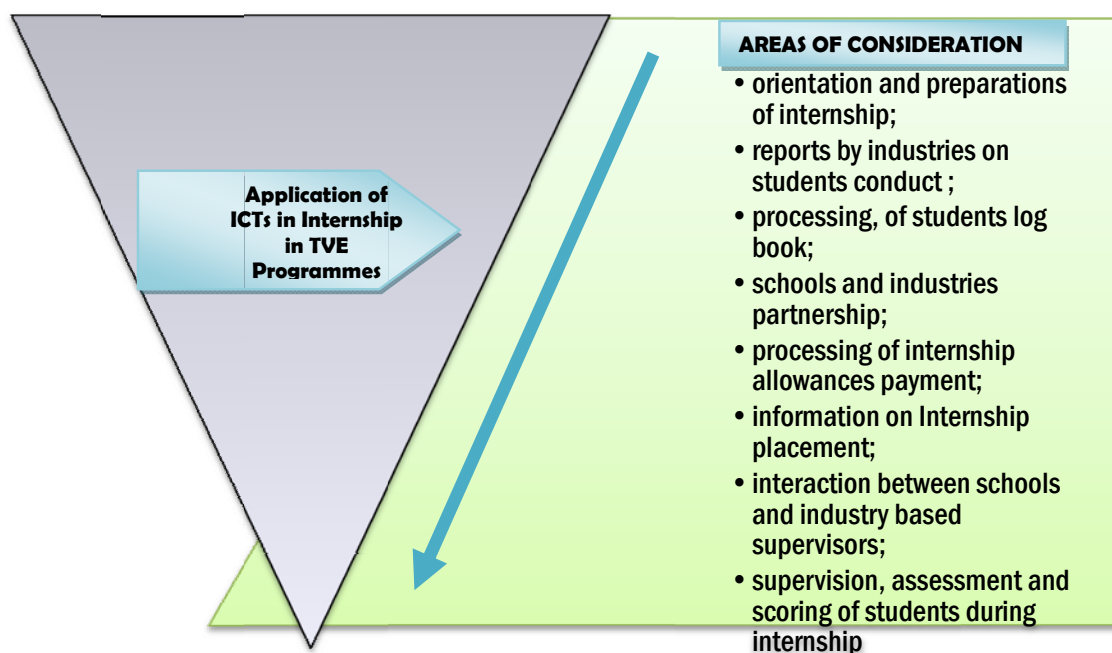 Application of
ICTs in Internship
in TVE
Programmes
AREAS OF CONSIDERATION
• orientation and preparations
of internship;
• reports by industries on
students conduct ;
• processing, of students log
book;
• schools and industries
partnership;
• processing of internship
allowances payment;
• information on Internship
placement;
• interaction between schools
and industry based
supervisors;
• supervision, assessment and
scoring of students during
internship